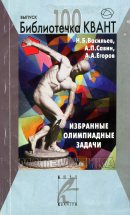 ВЫПУСК 100
Библиотечка КВАНТ
Н.Б.Васильев,
А.П.Савин,
А.А.Егоров
ИЗБРАННЫЕ
ОЛИМПИАДНЫЕ
ЗАДАЧИ